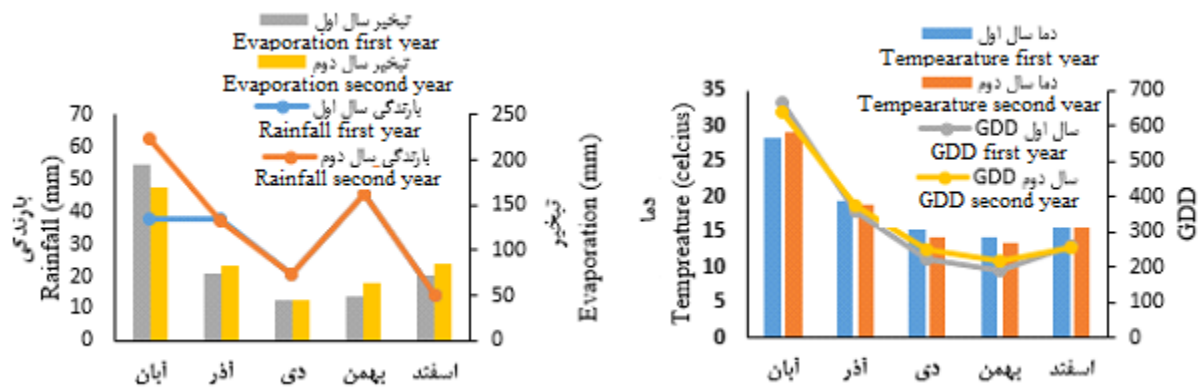 تبخیر سال اول
Evaporation first year
تبخیر سال دوم
Evaporation second year
بارندگی سال اول
Rainfall first year
بارندگی سال دوم
Rainfall second year
بارندگی
Rainfall (mm)
70
60
50
40
30
20
10
0
250
200
150
100
50
0
تبخیر
Evaporation (mm)
آبان
آذر
دی
بهمن
اسفند
دما سال اول
Tempearature first year
دما سال دوم
Tempearature second year
سال اول GDD
GDD first year
سال دوم GDD
GDD second year
دما
Tempreature (celcius)
35
30
25
20
15
10
5
0
700
600
500
400
300
200
100
0
GDD
آبان
آذر
دی
بهمن
اسفند